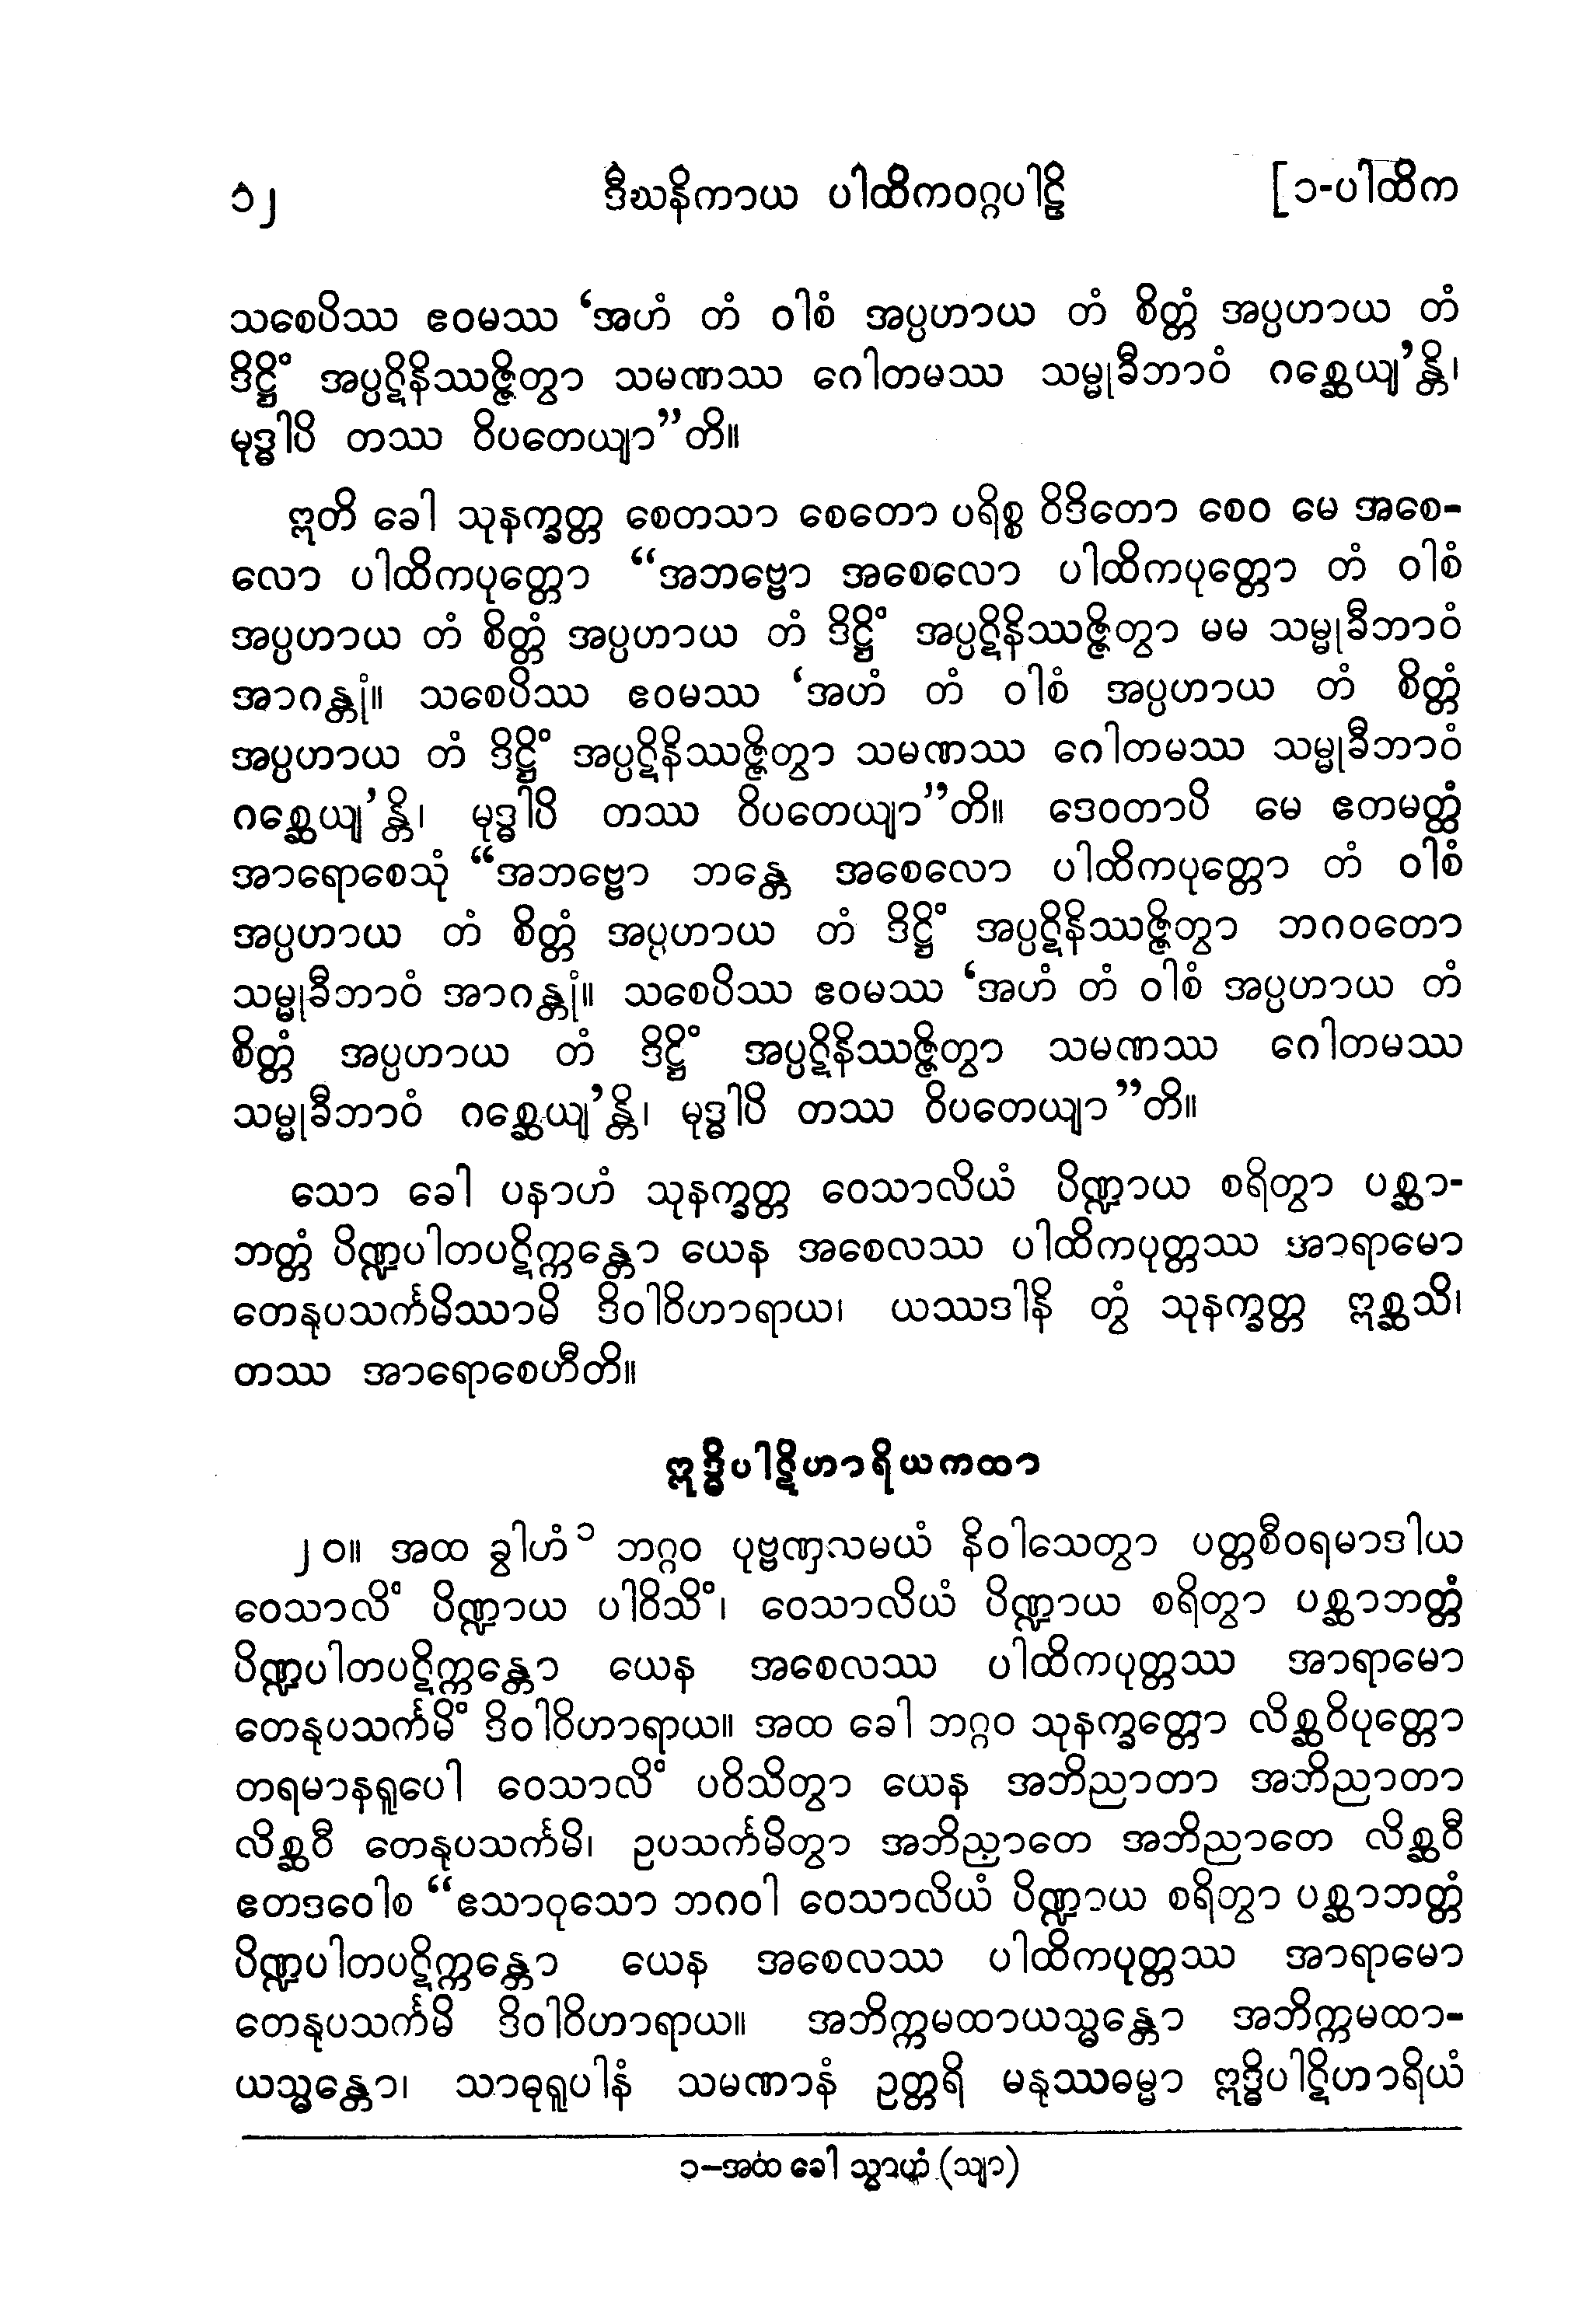 ၁၂ ဒီဃနိကာယ ပါထိကဝဂ္ဂပါဠိ [၁-ပါထိက
သစေပိဿ ဧဝမဿ ‘အဟံ တံ ဝါစံ အပ္ပဟာယ တံ စိတ္တံ အပ္ပဟာယ တံ
ဒိဋ္ဌိံ အပ္ပဋိနိဿဇ္ဇိတွာ သမဏဿ ဂေါတမဿ သမ္မုခီဘာဝံ ဂစ္ဆေယျ’န္တိ၊
မုဒ္ဓါပိ တဿ ဝိပတေယျာ”တိ။
ဣတိ ခေါ သုနက္ခတ္တ စေတသာ စေတော ပရိစ္စ ဝိဒိတော စေဝ မေ အစေ-
လော ပါထိကပုတ္တော “အဘဗ္ဗော အစေလော ပါထိကပုတ္တော တံ ဝါစံ
အပ္ပဟာယ တံ စိတ္တံ အပ္ပဟာယ တံ ဒိဋ္ဌိံ အပ္ပဋိနိဿဇ္ဇိတွာ မမ သမ္မုခီဘာဝံ
အာဂန္တုံ။ သစေပိဿ ဧဝမဿ ‘အဟံ တံ ဝါစံ အပ္ပဟာယ တံ စိတ္တံ
အပ္ပဟာယ တံ ဒိဋ္ဌိံ အပ္ပဋိနိဿဇ္ဇိတွာ သမဏဿ ဂေါတမဿ သမ္မုခီဘာဝံ
ဂစ္ဆေယျ’န္တိ၊ မုဒ္ဓါပိ တဿ ဝိပတေယျာ”တိ။ ဒေဝတာပိ မေ ဧတမတ္ထံ
အာရောစေသုံ “အဘဗ္ဗော ဘန္တေ အစေလော ပါထိကပုတ္တော တံ ဝါစံ
အပ္ပဟာယ တံ စိတ္တံ အပ္ပဟာယ တံ ဒိဋ္ဌိံ အပ္ပဋိနိဿဇ္ဇိတွာ ဘဂဝတော
သမ္မုခီဘာဝံ အာဂန္တုံ။ သစေပိဿ ဧဝမဿ ‘အဟံ တံ ဝါစံ အပ္ပဟာယ တံ
စိတ္တံ အပ္ပဟာယ တံ ဒိဋ္ဌိံ အပ္ပဋိနိဿဇ္ဇိတွာ သမဏဿ ဂေါတမဿ
သမ္မုခီဘာဝံ ဂစ္ဆေယျ’န္တိ၊ မုဒ္ဓါပိ တဿ ဝိပတေယျာ”တိ။
သော ခေါ ပနာဟံ သုနက္ခတ္တ ဝေသာလိယံ ပိဏ္ဍာယ စရိတွာ ပစ္ဆာ-
ဘတ္တံ ပိဏ္ဍပါတပဋိက္ကန္တော ယေန အစေလဿ ပါထိကပုတ္တဿ အာရာမော
တေနုပသင်္ကမိဿာမိ ဒိဝါဝိဟာရာယ၊ ယဿဒါနိ တွံ သုနက္ခတ္တ ဣစ္ဆသိ၊
တဿ အာရောစေဟီတိ။
ဣဒ္ဓိပါဋိဟာရိယကထာ
၂၀။ အထ ခွါဟံ၁ ဘဂ္ဂဝ ပုဗ္ဗဏှသမယံ နိဝါသေတွာ ပတ္တစီဝရမာဒါယ
ဝေသာလိံ ပိဏ္ဍာယ ပါဝိသိံ၊ ဝေသာလိယံ ပိဏ္ဍာယ စရိတွာ ပစ္ဆာဘတ္တံ
ပိဏ္ဍပါတပဋိက္ကန္တော ယေန အစေလဿ ပါထိကပုတ္တဿ အာရာမော
တေနုပသင်္ကမိံ ဒိဝါဝိဟာရာယ။ အထ ခေါ ဘဂ္ဂဝ သုနက္ခတ္တော လိစ္ဆဝိပုတ္တော
တရမာနရူပေါ ဝေသာလိံ ပဝိသိတွာ ယေန အဘိညာတာ အဘိညာတာ
လိစ္ဆဝီ တေနုပသင်္ကမိ၊ ဥပသင်္ကမိတွာ အဘိညာတေ အဘိညာတေ လိစ္ဆဝီ
ဧတဒဝေါစ “ဧသာဝုသော ဘဂဝါ ဝေသာလိယံ ပိဏ္ဍာယ စရိတွာ ပစ္ဆာဘတ္တံ
ပိဏ္ဍပါတပဋိက္ကန္တော ယေန အစေလဿ ပါထိကပုတ္တဿ အာရာမော
တေနုပသင်္ကမိ ဒိဝါဝိဟာရာယ။ အဘိက္ကမထာယသ္မန္တော အဘိက္ကမထာ-
ယသ္မန္တော၊ သာဓုရူပါနံ သမဏာနံ ဥတ္တရိ မနုဿဓမ္မာ ဣဒ္ဓိပါဋိဟာရိယံ
၁–အထ ခေါ သွာဟံ (သျာ)